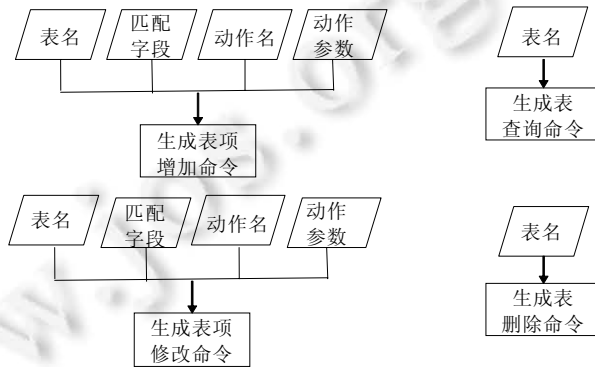 表名
匹配
字段
动作名
动作
参数
生成表项
增加命令
表名
生成表
查询命令
表名
匹配
字段
动作名
动作
参数
生成表项
修改命令
表名
生成表
删除命令